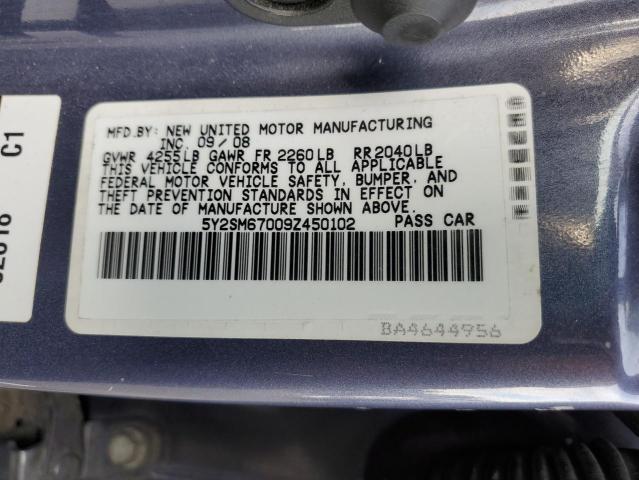 MFD.BY: NEW UNITED MOTOR MANUFACTURING
INC. 09/08
GVWR 4255LB GAWR FR 2260LB RR2040LB
THIS VEHICLE CONFORMS TO ALL APPLICABLE
FEDERAL MOTOR VEHICLE SAFETY, BUMPER, AND
THEFT PREVENTION STANDARDS IN EFFECT ON
THE DATE OF MANUFACTURE SHOWN ABOVE.
5Y2SM67009Z450102 PASS CAR
BA4644956
C1